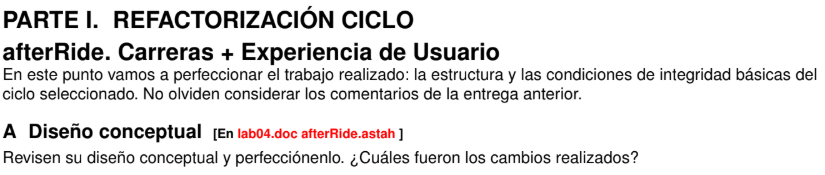 PARTE I. REFACTORIZACIÓN CICLO
afterRide. Carreras + Experiencia de Usuario
En este punto vamos a perfeccionar el trabajo realizado: la estructura y las condiciones de integridad básicas del
ciclo seleccionado. No olviden considerar los comentarios de la entrega anterior.
A Diseño conceptual [En lab04.doc afterRide.astah ]
Revisen su diseño conceptual y perfecciónenlo. ¿Cuáles fueron los cambios realizados?